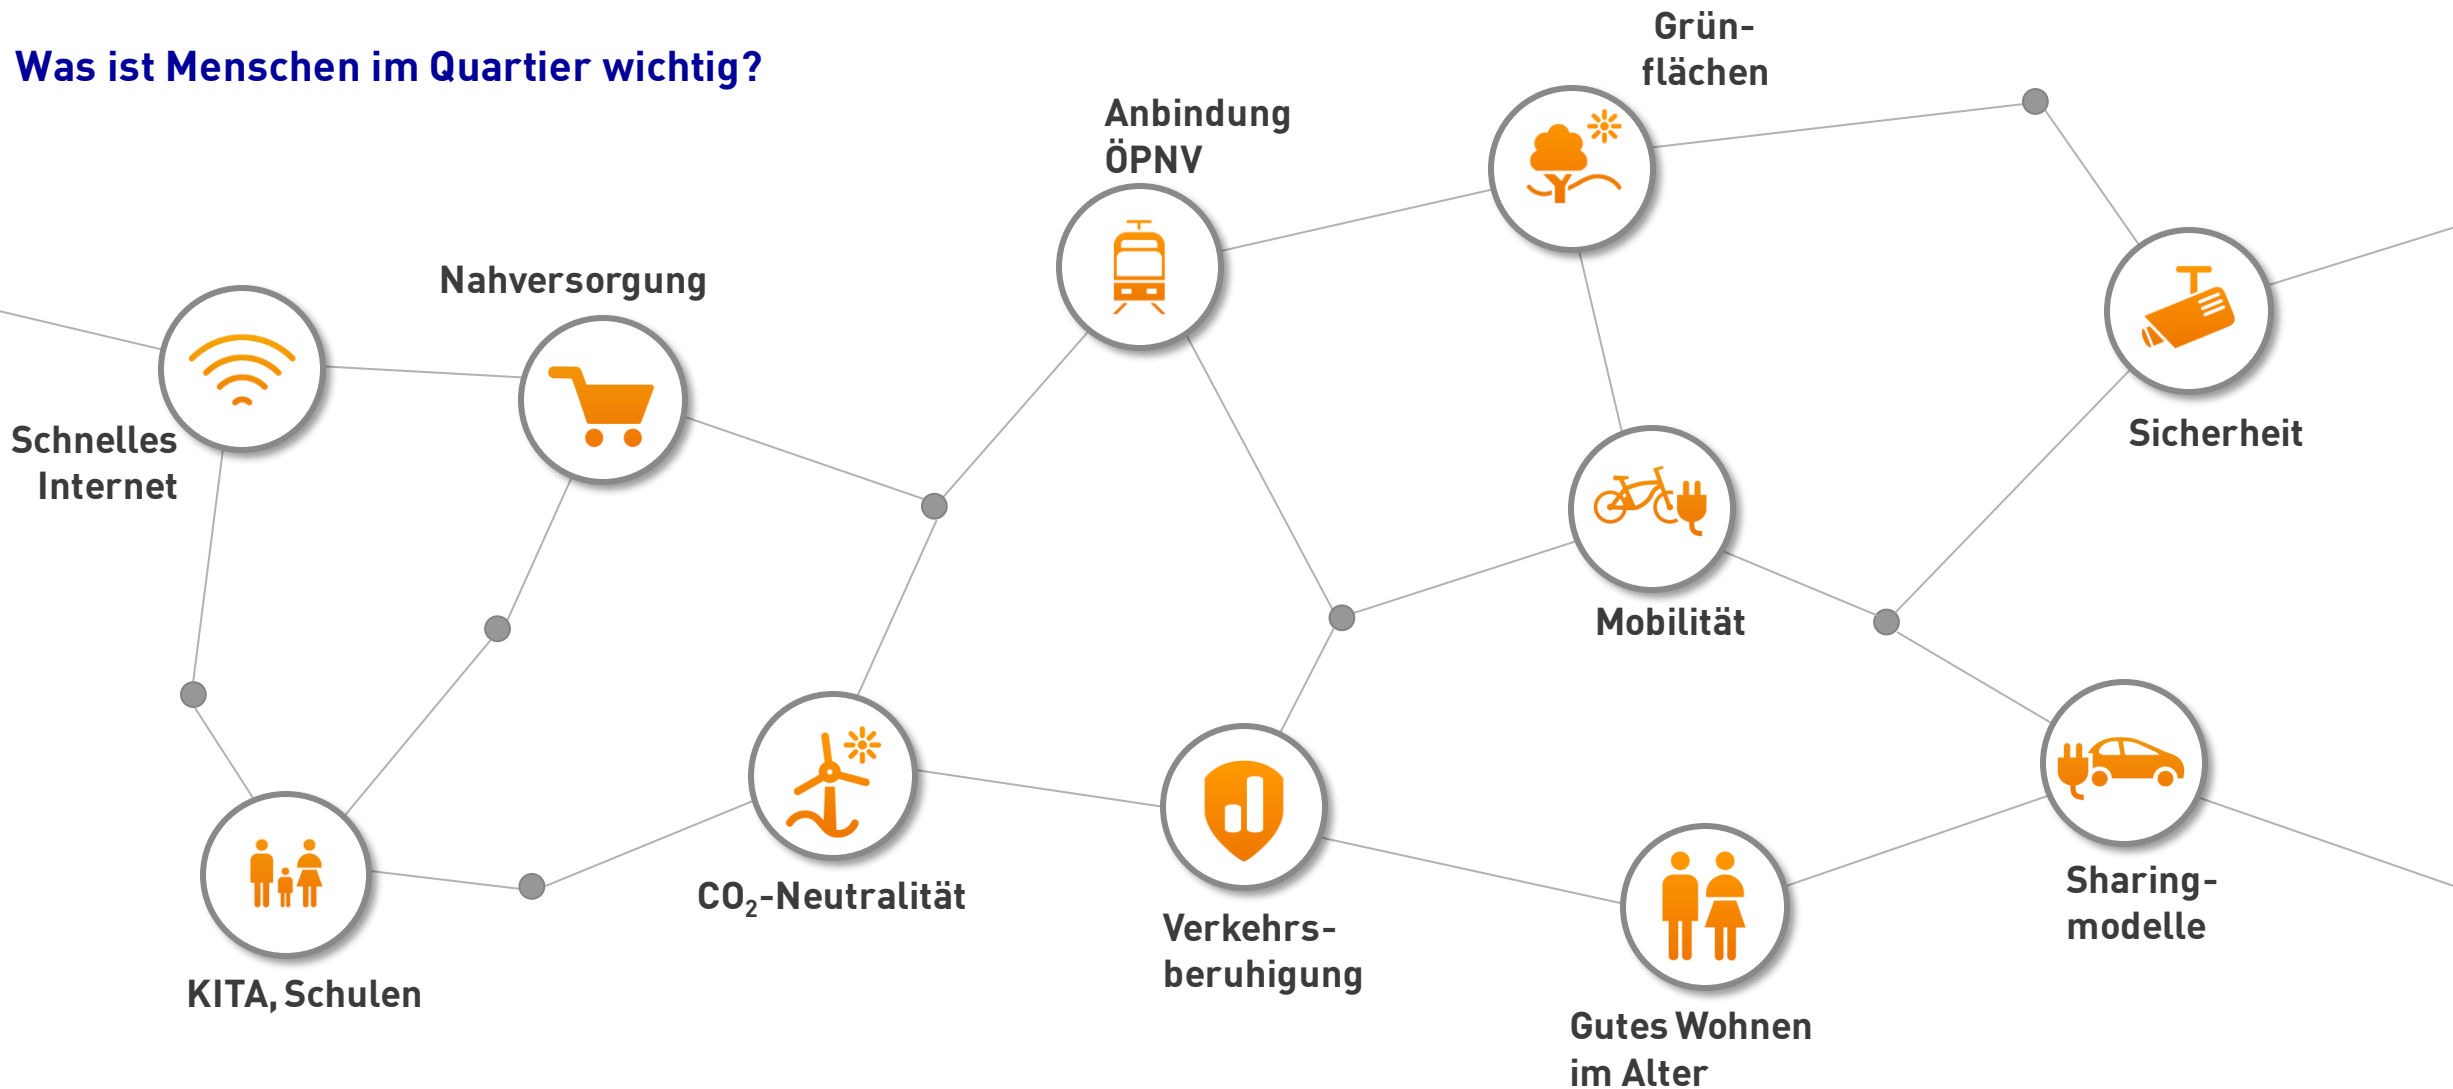 Was ist Menschen im Quartier wichtig?
Grün-
flächen
Anbindung
ÖPNV
Nahversorgung
Schnelles
Internet
Sicherheit
Mobilität
CO₂-Neutralität
Sharing-
modelle
Verkehrs-
beruhigung
KITA, Schulen
Gutes Wohnen
im Alter